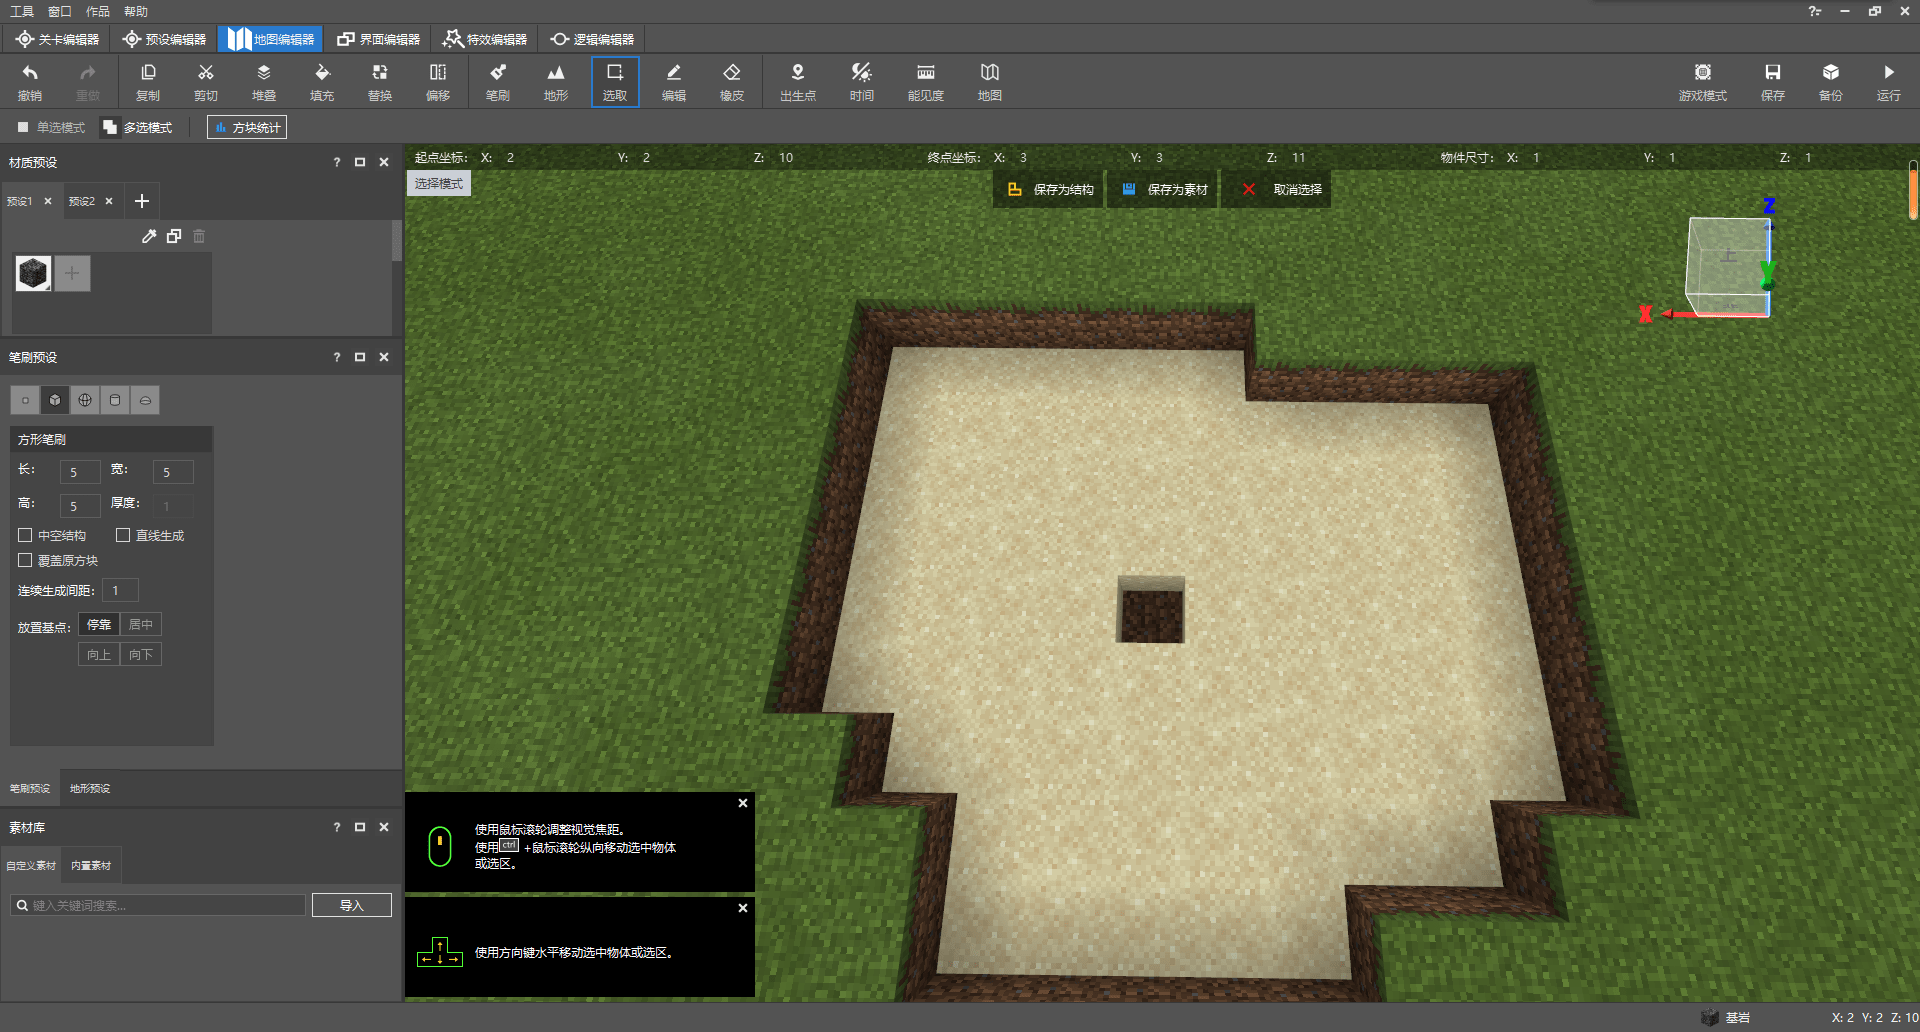 工具 窗口 作品 帮助
关卡编辑器 预设编辑器 地图编辑器 界面编辑器 特效编辑器 逻辑编辑器
撤销 重做 复制 剪切 堆叠 填充 替换 偏移 笔刷 地形 选取 编辑 橡皮 出生点 时间 能见度 地图 游戏模式 保存 备份 运行
单选模式 多选模式 方块统计
材质预设 ?
起点坐标: X: 2 Y: 2 Z: 10 终点坐标: X: 3 Y: 3 Z: 11 物件尺寸: X: 1 Y: 1 Z: 1
选择模式
保存为结构 保存为素材 取消选择
预设1 预设2
Z
上
Y
X
笔刷预设 ?
方形笔刷
长: 5 宽: 5
高: 5 厚度: 1
中空结构 直线生成
覆盖原方块
连续生成间距: 1
放置基点: 停靠 居中
向上 向下
笔刷预设 地形预设
素材库 ?
自定义素材 内置素材
键入关键词搜索... 导入
使用鼠标滚轮调整视觉焦距。
使用ctrl +鼠标滚轮纵向移动选中物体
或选区。
使用方向键水平移动选中物体或选区。
基岩 X: 2 Y: 2 Z: 10